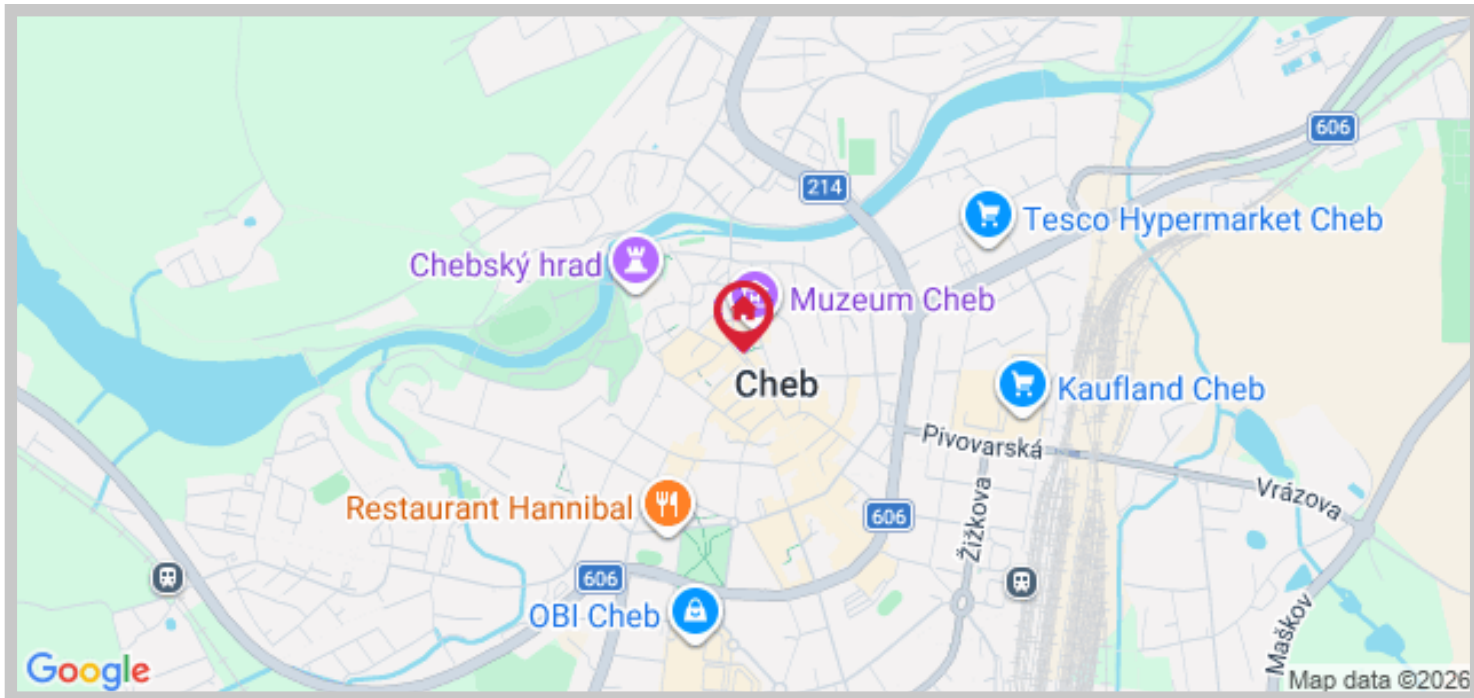 606
214
Tesco Hypermarket Cheb
Chebský hrad
Muzeum Cheb
Cheb
Kaufland Cheb
Pivovarská
Vrázova
Restaurant Hannibal
606
Žižkova
606
OBI Cheb
Maškov
Google
Map data ©2026